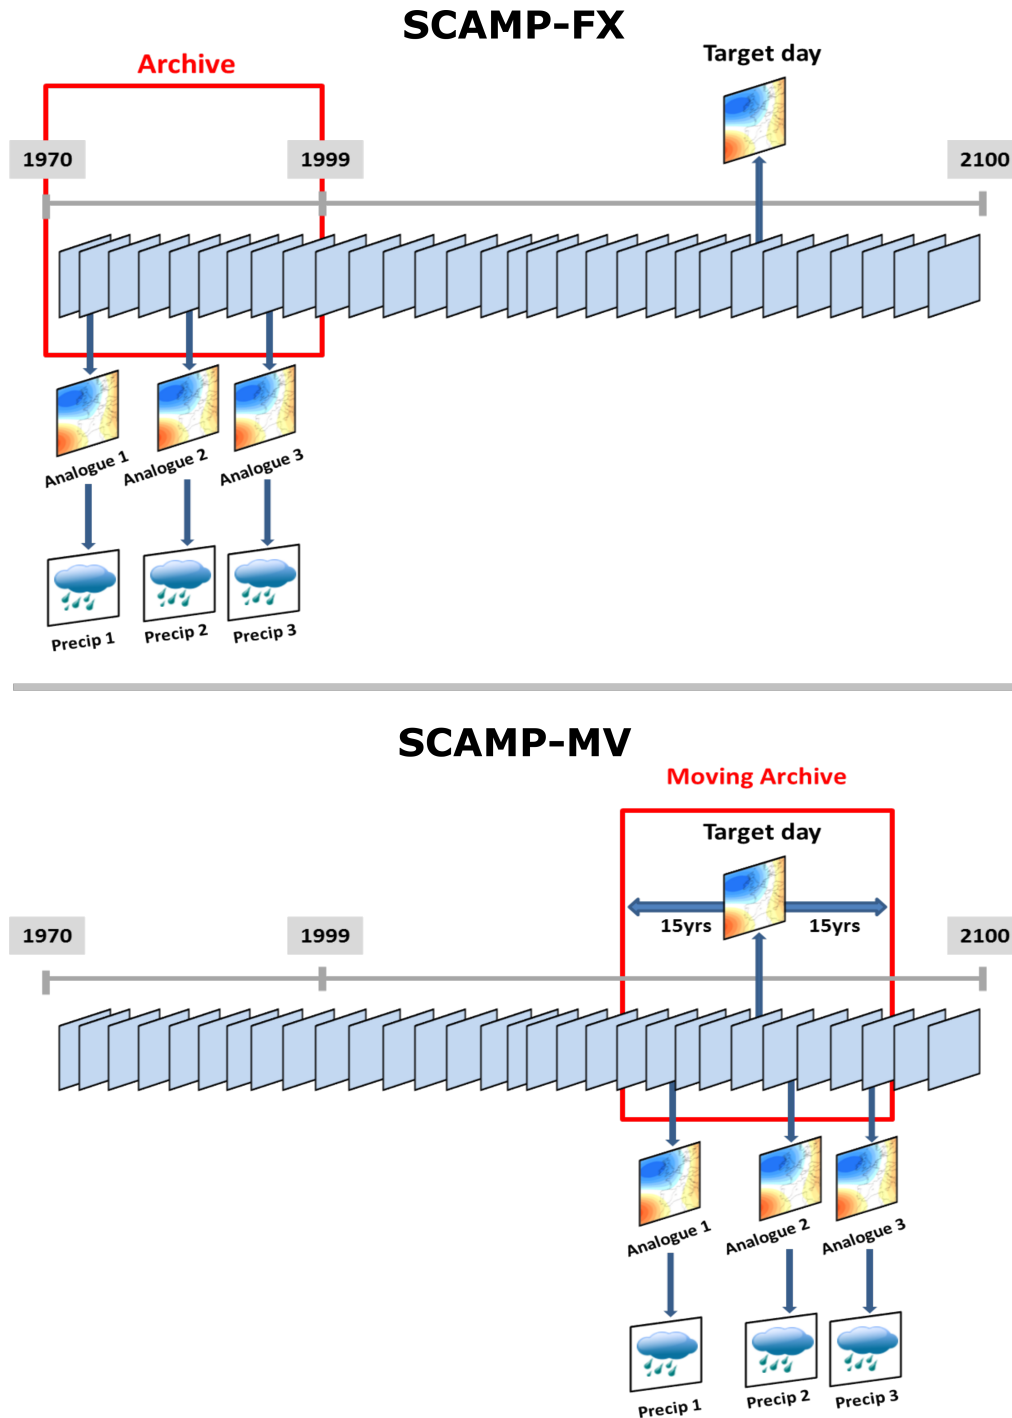 SCAMP-FX
Archive
Target day
1970
1999
2100
Analogue 1
Analogue 2
Analogue 3
Precip 1
Precip 2
Precip 3
SCAMP-MV
Moving Archive
Target day
15yrs
15yrs
1970
1999
2100
Analogue 1
Analogue 2
Analogue 3
Precip 1
Precip 2
Precip 3